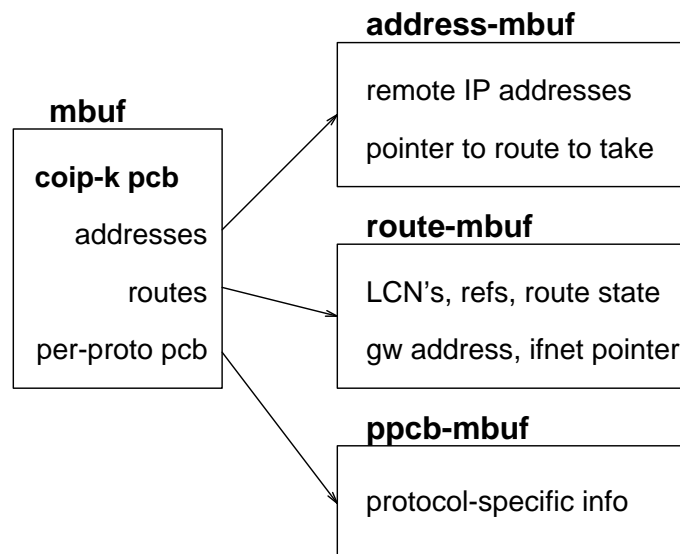 address-mbuf
remote IP addresses
pointer to route to take
mbuf
coip-k pcb
addresses
routes
per-proto pcb
route-mbuf
LCN's, refs, route state
gw address, ifnet pointer
ppcb-mbuf
protocol-specific info